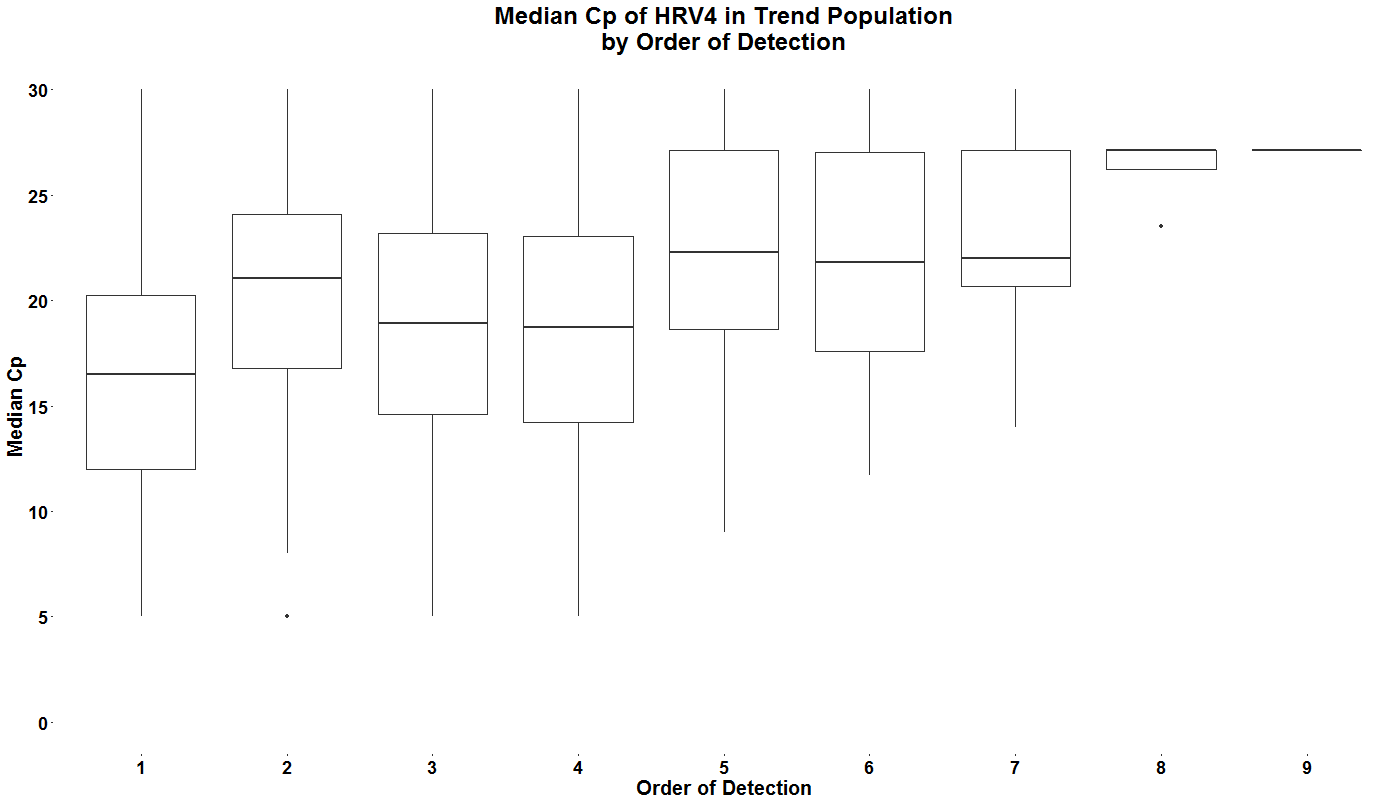 Median Cp of HRV4 in Trend Population
by Order of Detection
30
25
20
15
10
5
0
Median Cp
1 2 3 4 5 6 7 8 9
Order of Detection